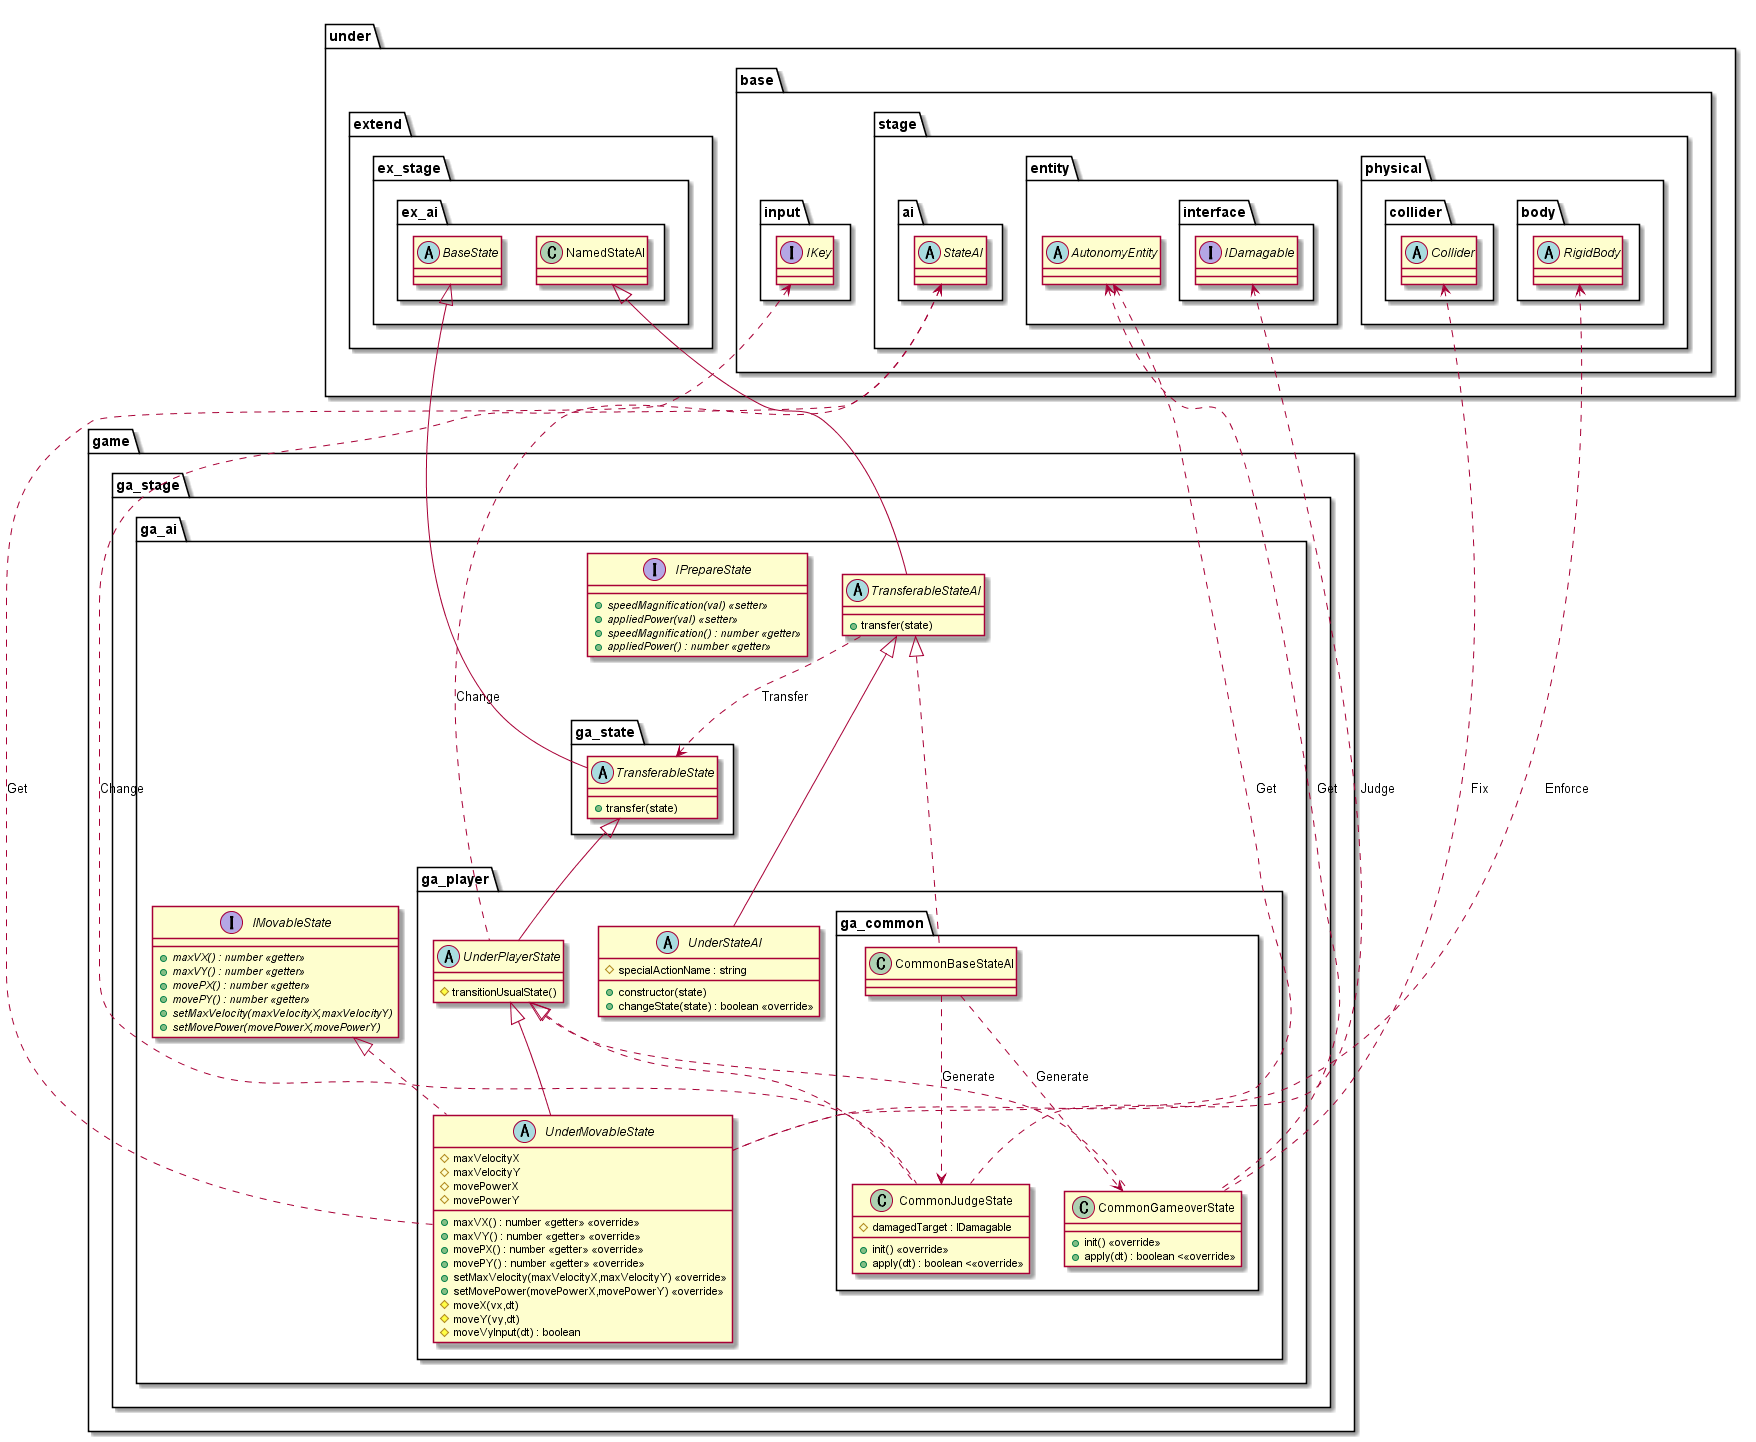 under
base
extend
stage
ex_stage
entity
physical
ex_ai
input
ai
interface
collider
body
A BaseState
C NamedStateAI
I IKey
A StateAI
A AutonomyEntity
I IDamagable
A Collider
A RigidBody
game
ga_stage
ga_ai
I IPrepareState
speedMagnification(val) «setter»
appliedPower(val) «setter»
speedMagnification() : number «getter»
appliedPower() : number «getter»
A TransferableStateAI
transfer(state)
Change
Transfer
ga_state
A TransferableState
transfer(state)
Get
Change
Get
Get
Judge
Fix
Enforce
ga_player
I IMovableState
maxVX() : number «getter»
maxVY() : number «getter»
movePX() : number «getter»
movePY() : number «getter»
setMaxVelocity(maxVelocityX,maxVelocityY)
setMovePower(movePowerX,movePowerY)
A UnderPlayerState
transitionUsualState()
A UnderStateAI
specialActionName : string
constructor(state)
changeState(state) : boolean «override»
ga_common
C CommonBaseStateAI
Generate
Generate
A UnderMovableState
maxVelocityX
maxVelocityY
movePowerX
movePowerY
maxVX() : number «getter» «override»
maxVY() : number «getter» «override»
movePX() : number «getter» «override»
movePY() : number «getter» «override»
setMaxVelocity(maxVelocityX,maxVelocityY) «override»
setMovePower(movePowerX,movePowerY) «override»
moveX(vx,dt)
moveY(vy,dt)
moveVyInput(dt) : boolean
C CommonJudgeState
damagedTarget : IDamagable
init() «override»
apply(dt) : boolean <«override»
C CommonGameoverState
init() «override»
apply(dt) : boolean <«override»